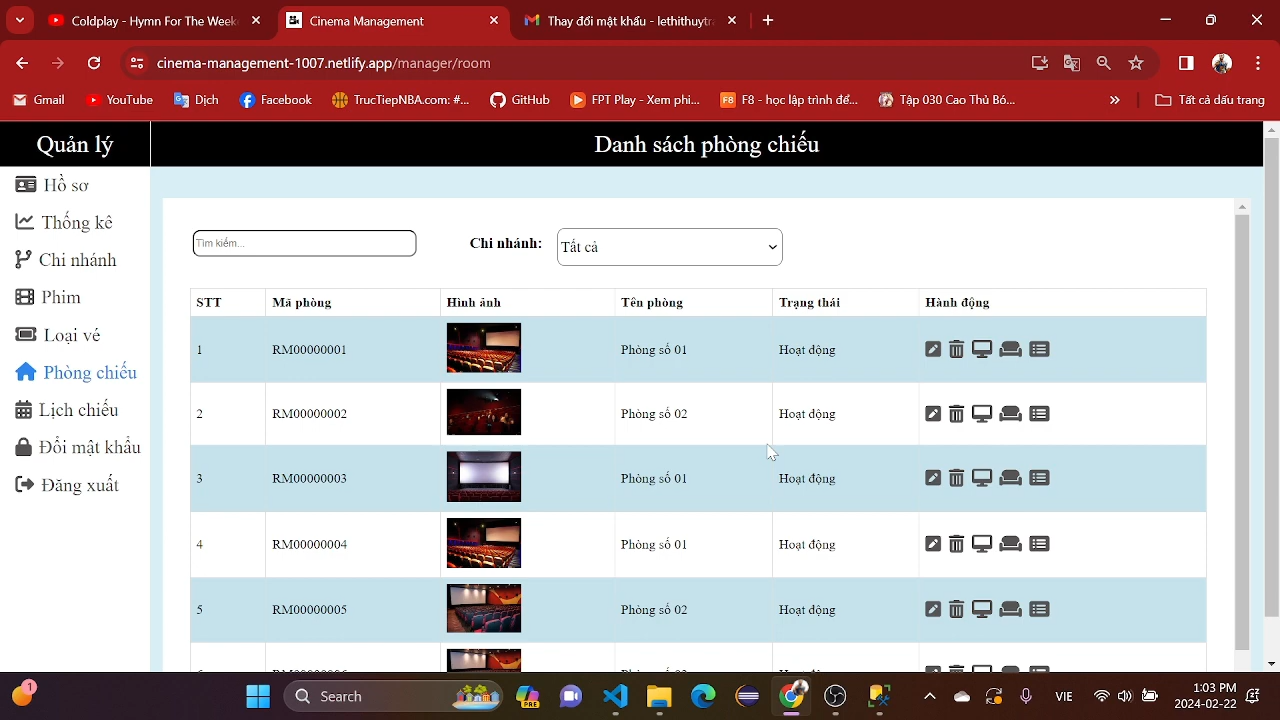 Coldplay - Hymn For The Week
Cinema Management
Thay đổi mật khẩu - lethithuytra
cinema-management-1007.netlify.app/manager/room
Gmail YouTube Dịch Facebook TrucTiepNBA.com: #... GitHub FPT Play - Xem phi... F8 F8 - học lập trình để... Tập 030 Cao Thủ Bó... » Tất cả dấu trang
Quản lý
Danh sách phòng chiếu
Hồ sơ
Thống kê
Chi nhánh
Phim
Loại vé
Phòng chiếu
Lịch chiếu
Đổi mật khẩu
Đăng xuất
Tìm kiếm... Chi nhánh: Tất cả
STT Mã phòng Hình ảnh Tên phòng Trạng thái Hành động
1 RM00000001 Phòng số 01 Hoạt động
2 RM00000002 Phòng số 02 Hoạt động
3 RM00000003 Phòng số 01 Hoạt động
4 RM00000004 Phòng số 01 Hoạt động
5 RM00000005 Phòng số 02 Hoạt động
1 Search PRE VIE 1:03 PM
2024-02-22